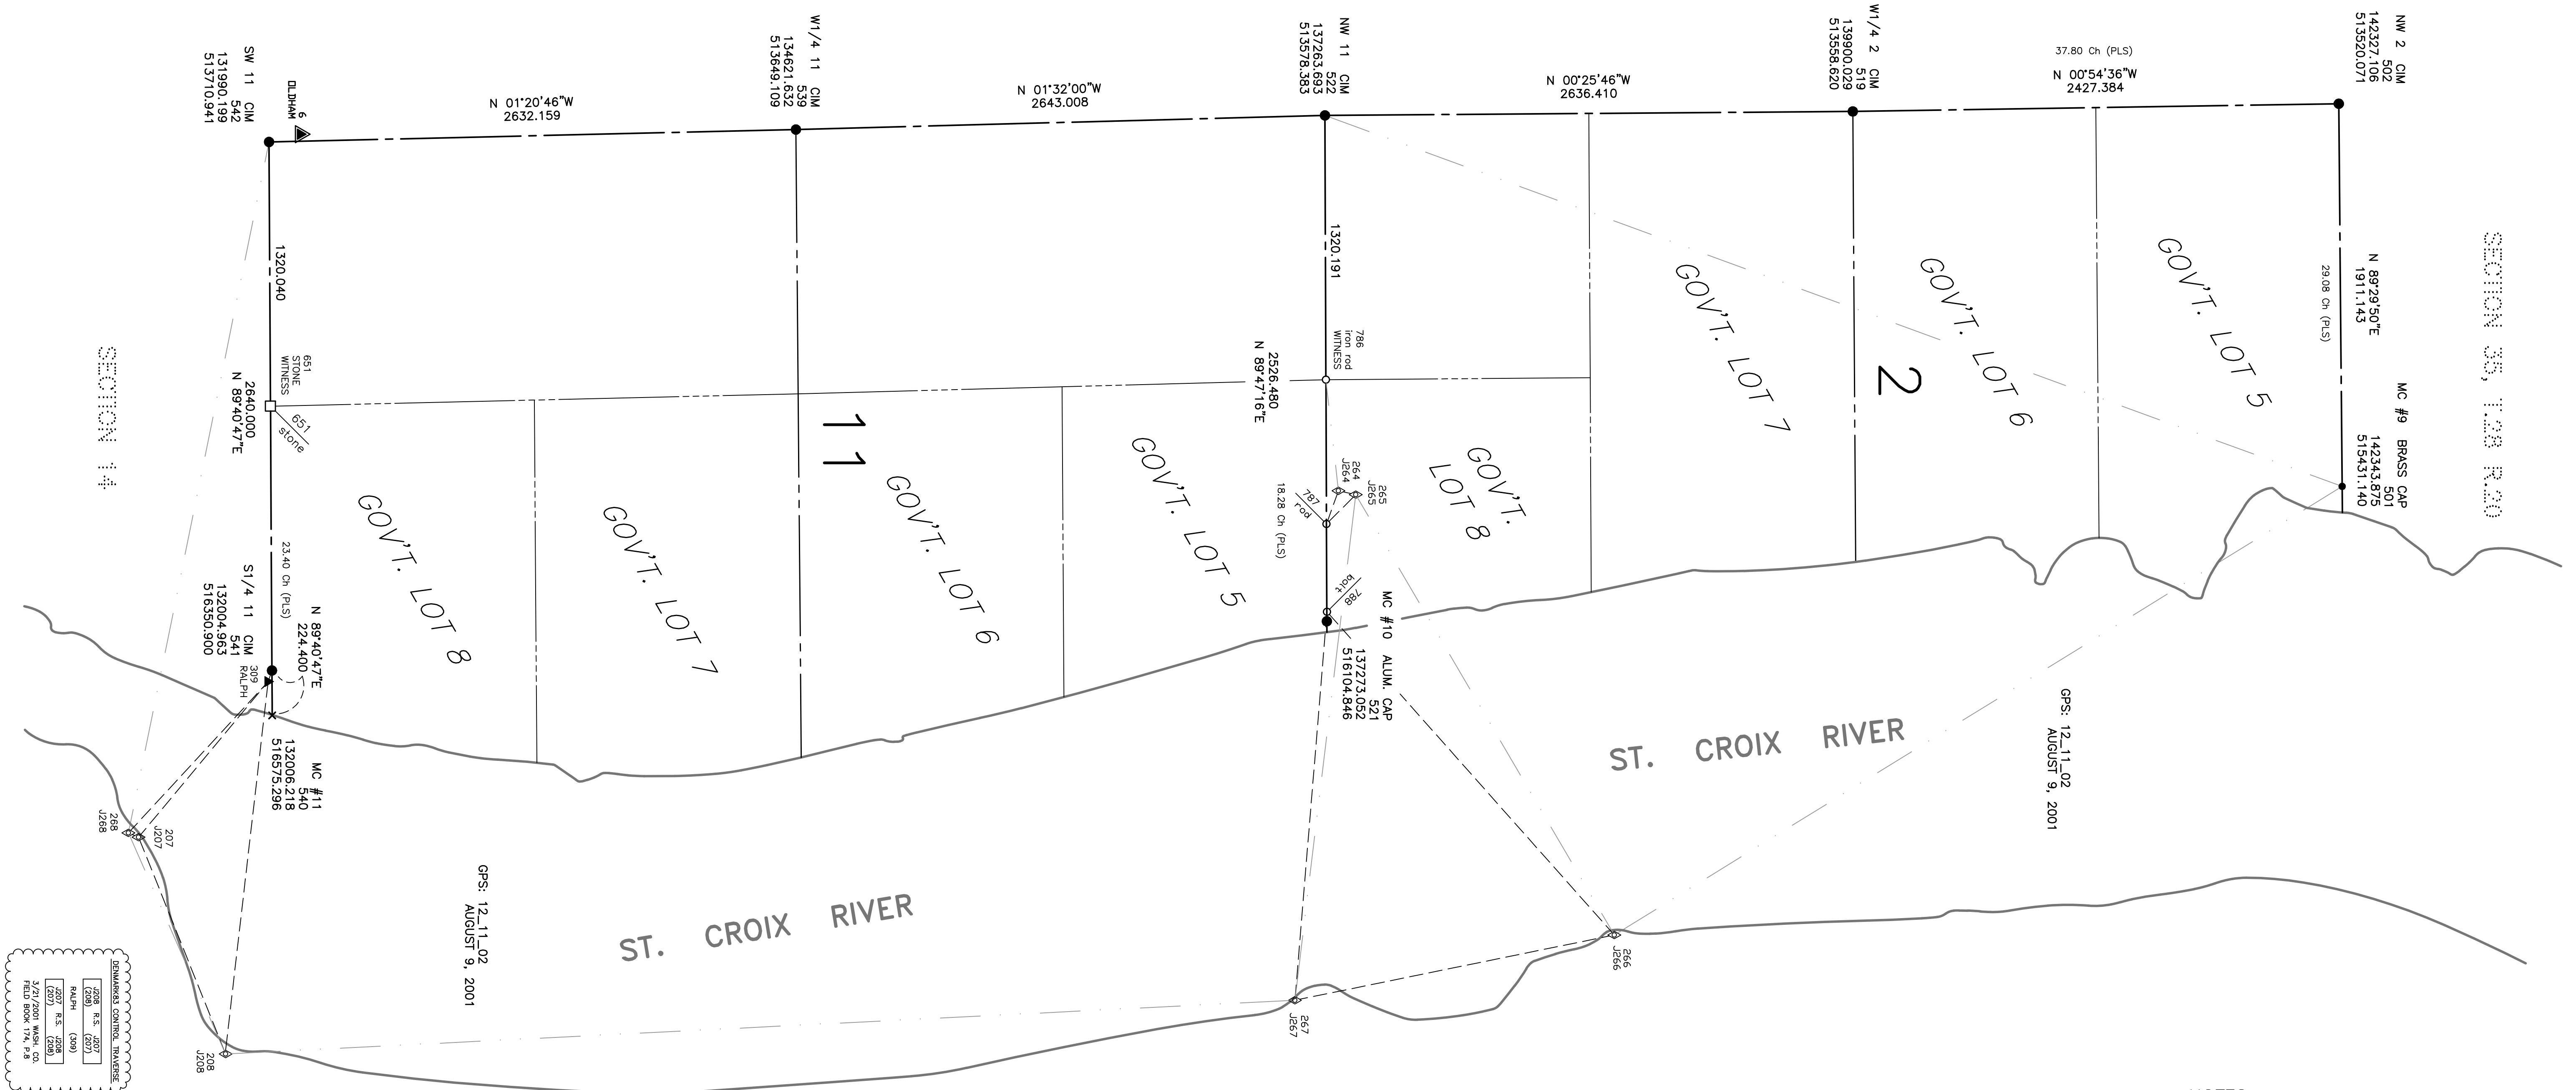 NW 2 CIM
502
142327.106
513520.071
W1/4 2 CIM
519
139990.029
513558.620
NW 11 CIM
522
137263.693
513578.383
W1/4 11 CIM
539
134621.632
513649.109
SW 11 CIM
542
131990.199
513710.941
6
OLDHAM
N 01°20'46"W
2632.159
N 01°32'00"W
2643.008
N 00°25'46"W
2636.410
37.80 Ch (PLS)
N 00°54'36"W
2427.384
SECTION 35, T.28 R.20
N 89°29'50"E
1911.143
29.08 Ch (PLS)
MC #9 BRASS CAP
501
142343.875
515431.140
GOV'T. LOT 5
GOV'T. LOT 6
2
GOV'T. LOT 7
GOV'T.
LOT 8
1320.191
786
iron rod
WITNESS
2526.480
N 89°47'16"E
264
J264
265
J265
787
rod
18.28 Ch (PLS)
788
bolt
MC #10 ALUM. CAP
521
137273.052
516104.846
GOV'T. LOT 5
GOV'T. LOT 6
11
GOV'T. LOT 7
GOV'T. LOT 8
1320.040
651
STONE
WITNESS
651
stone
2640.000
N 89°40'47"E
23.40 Ch (PLS)
SECTION 14
S1/4 11 CIM
541
132004.963
516350.900
N 89°40'47"E
224.400
309
RALPH
MC #11
540
132006.218
516575.296
ST. CROIX RIVER
GPS: 12_11_02
AUGUST 9, 2001
ST. CROIX RIVER
GPS: 12_11_02
AUGUST 9, 2001
266
J266
267
J267
268
J268
207
J207
208
J208
DENMARK83 CONTROL TRAVERSE
J208 R.S. J207
(208) (207)
RALPH (309)
J207 R.S. J208
(207) (208)
3/21/2001 WASH. CO.
FIELD BOOK 174, P.8